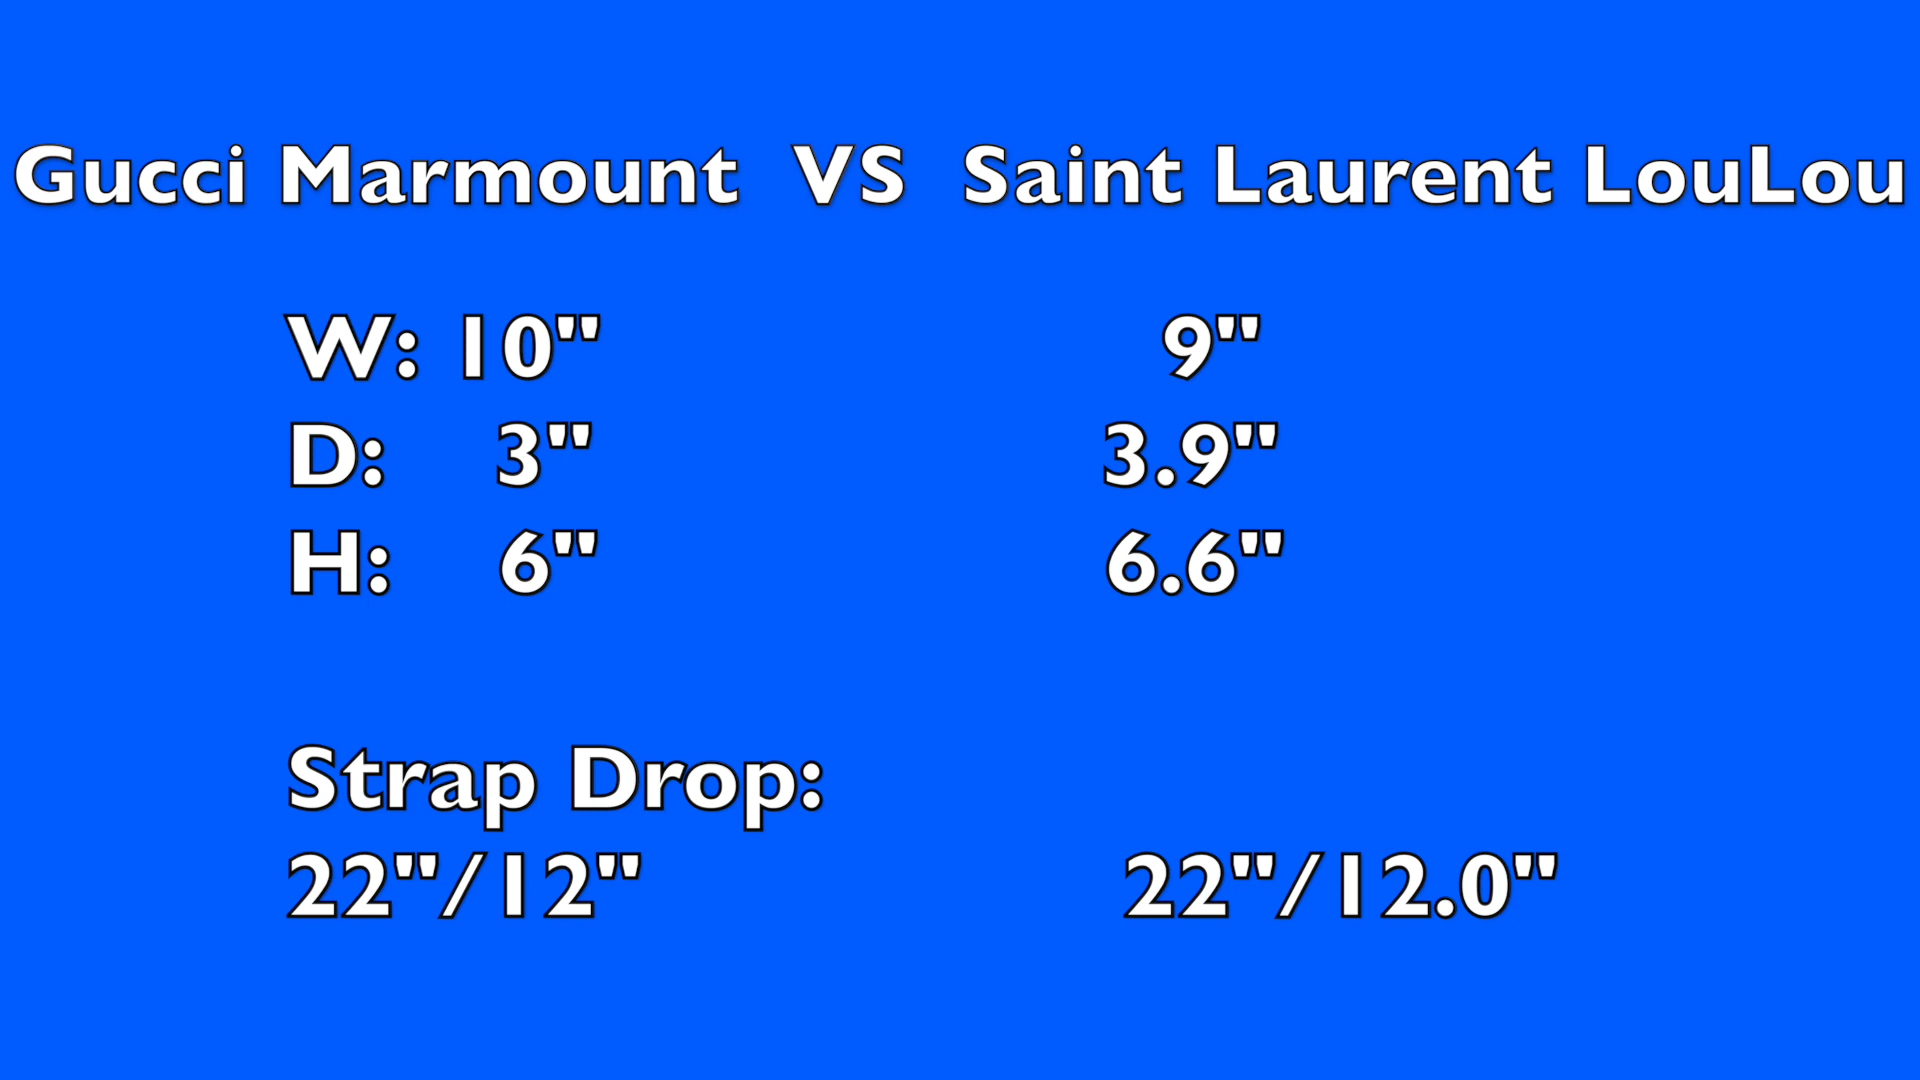 Gucci Marmount VS Saint Laurent LouLou
W: 10" 9"
D: 3" 3.9"
H: 6" 6.6"
Strap Drop:
22"/12" 22"/12.0"